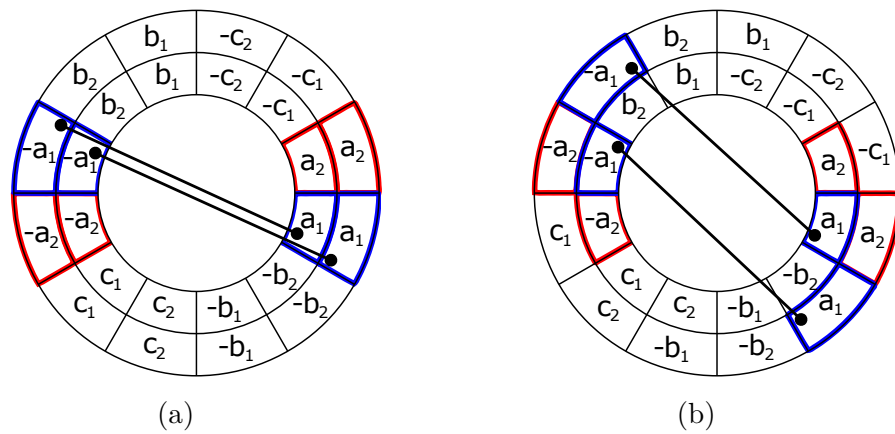 b₁ -c₂
b₂ b₁ -c₂ -c₁
b₂ -c₁
-a₁ -a₁ a₂ a₂
-a₂ -a₂ a₁ a₁
c₁ -b₂
c₁ c₂ -b₁ -b₂
c₂ -b₁
(a)
b₂ b₁
-a₁ b₁ -c₂ -c₂
b₂ -c₁
-a₂ -a₁ a₂ -c₁
c₁ -a₂ a₁ a₂
c₁ -b₂
c₂ c₂ -b₁ a₁
-b₁ -b₂
(b)